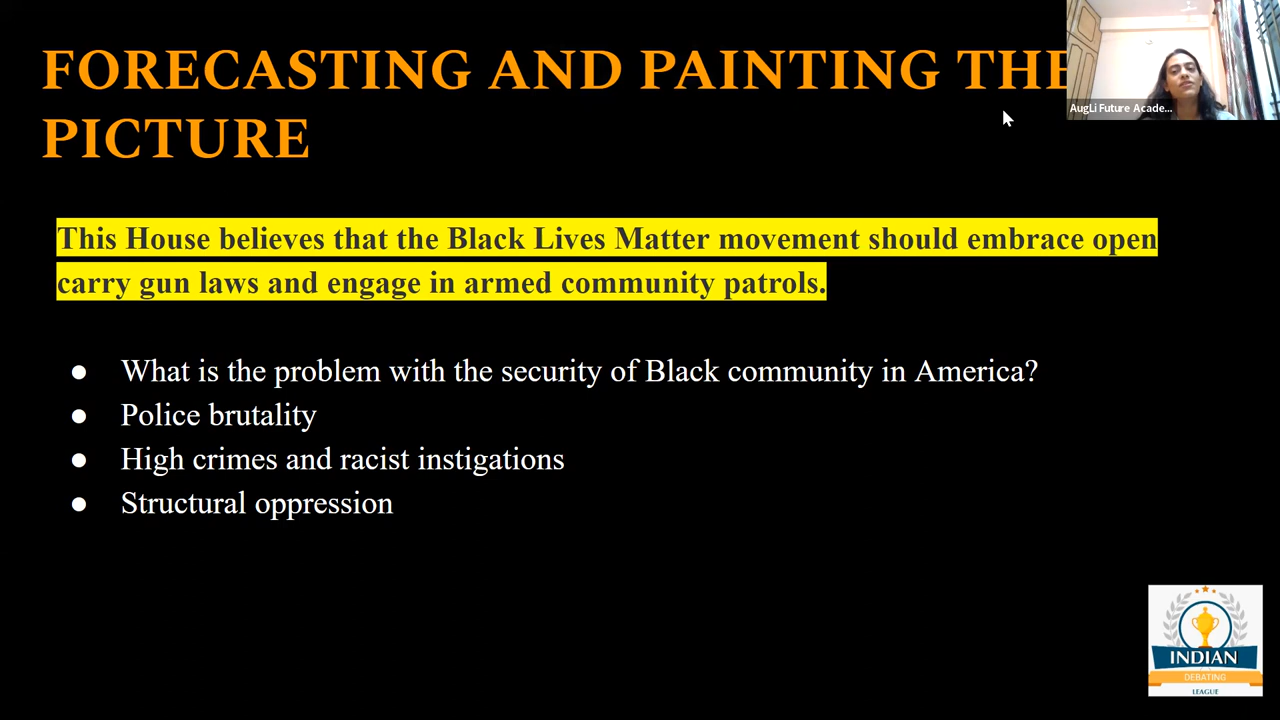 FORECASTING AND PAINTING THE
PICTURE
AugLi Future Acade...
This House believes that the Black Lives Matter movement should embrace open
carry gun laws and engage in armed community patrols.
● What is the problem with the security of Black community in America?
● Police brutality
● High crimes and racist instigations
● Structural oppression
INDIAN
DEBATING
LEAGUE